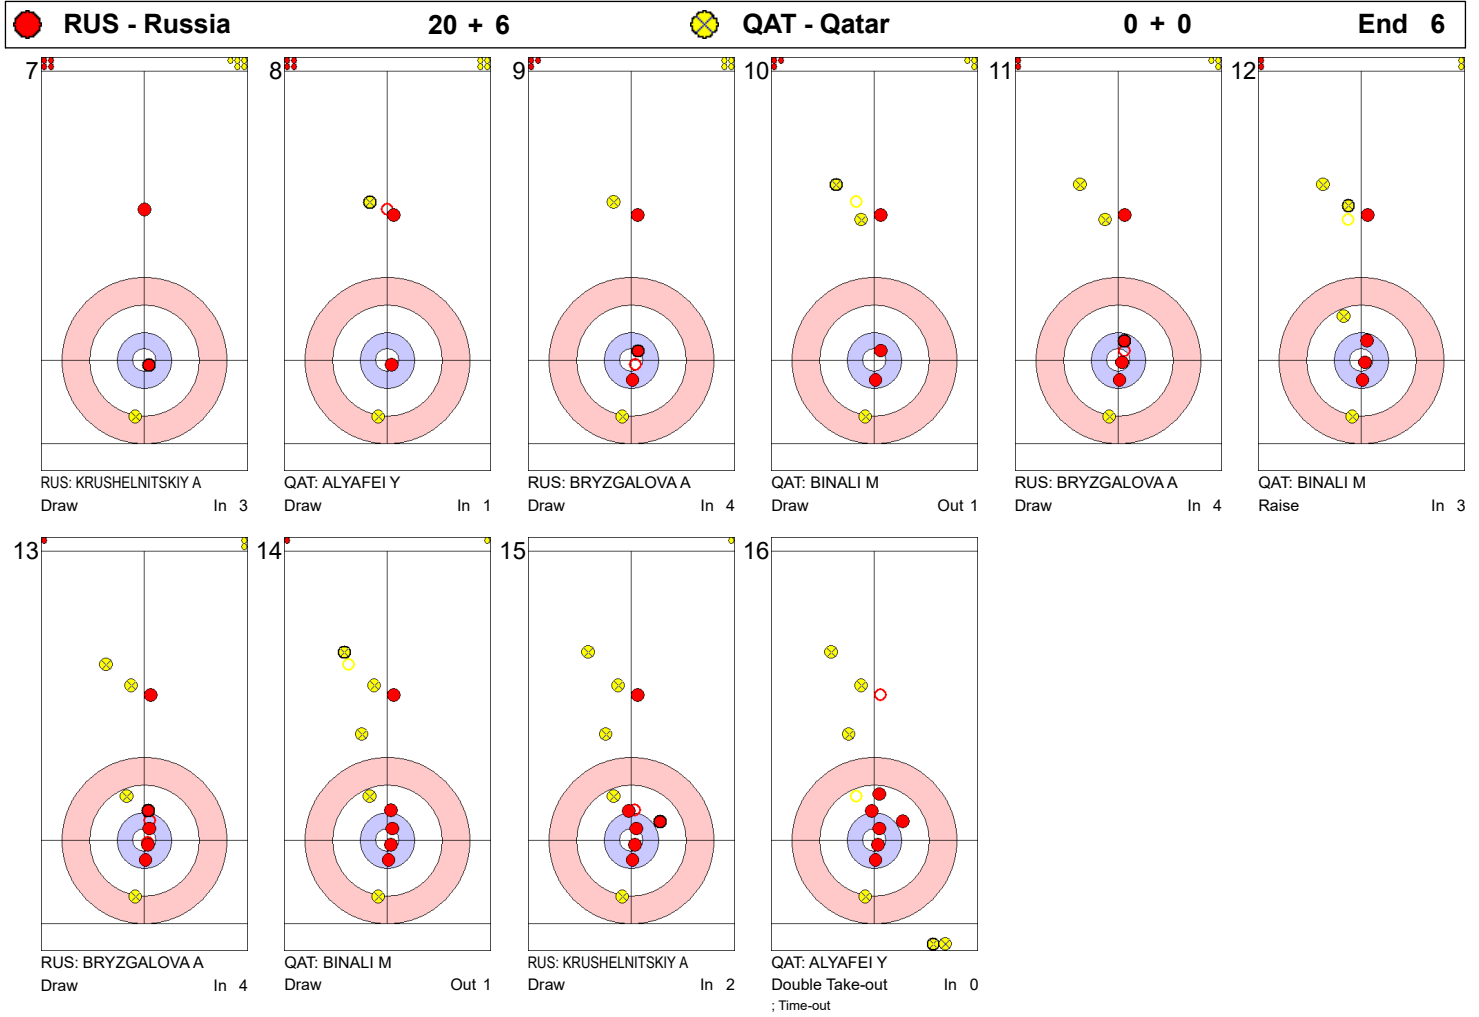 RUS - Russia 20 + 6 QAT - Qatar 0 + 0 End 6
7 8 9 10 11 12
RUS: KRUSHELNITSKIY A QAT: ALYAFEI Y RUS: BRYZGALOVA A QAT: BINALI M RUS: BRYZGALOVA A QAT: BINALI M
Draw In 3 Draw In 1 Draw In 4 Draw Out 1 Draw In 4 Raise In 3
13 14 15 16
RUS: BRYZGALOVA A QAT: BINALI M RUS: KRUSHELNITSKIY A QAT: ALYAFEI Y
Draw In 4 Draw Out 1 Draw In 2 Double Take-out In 0
; Time-out